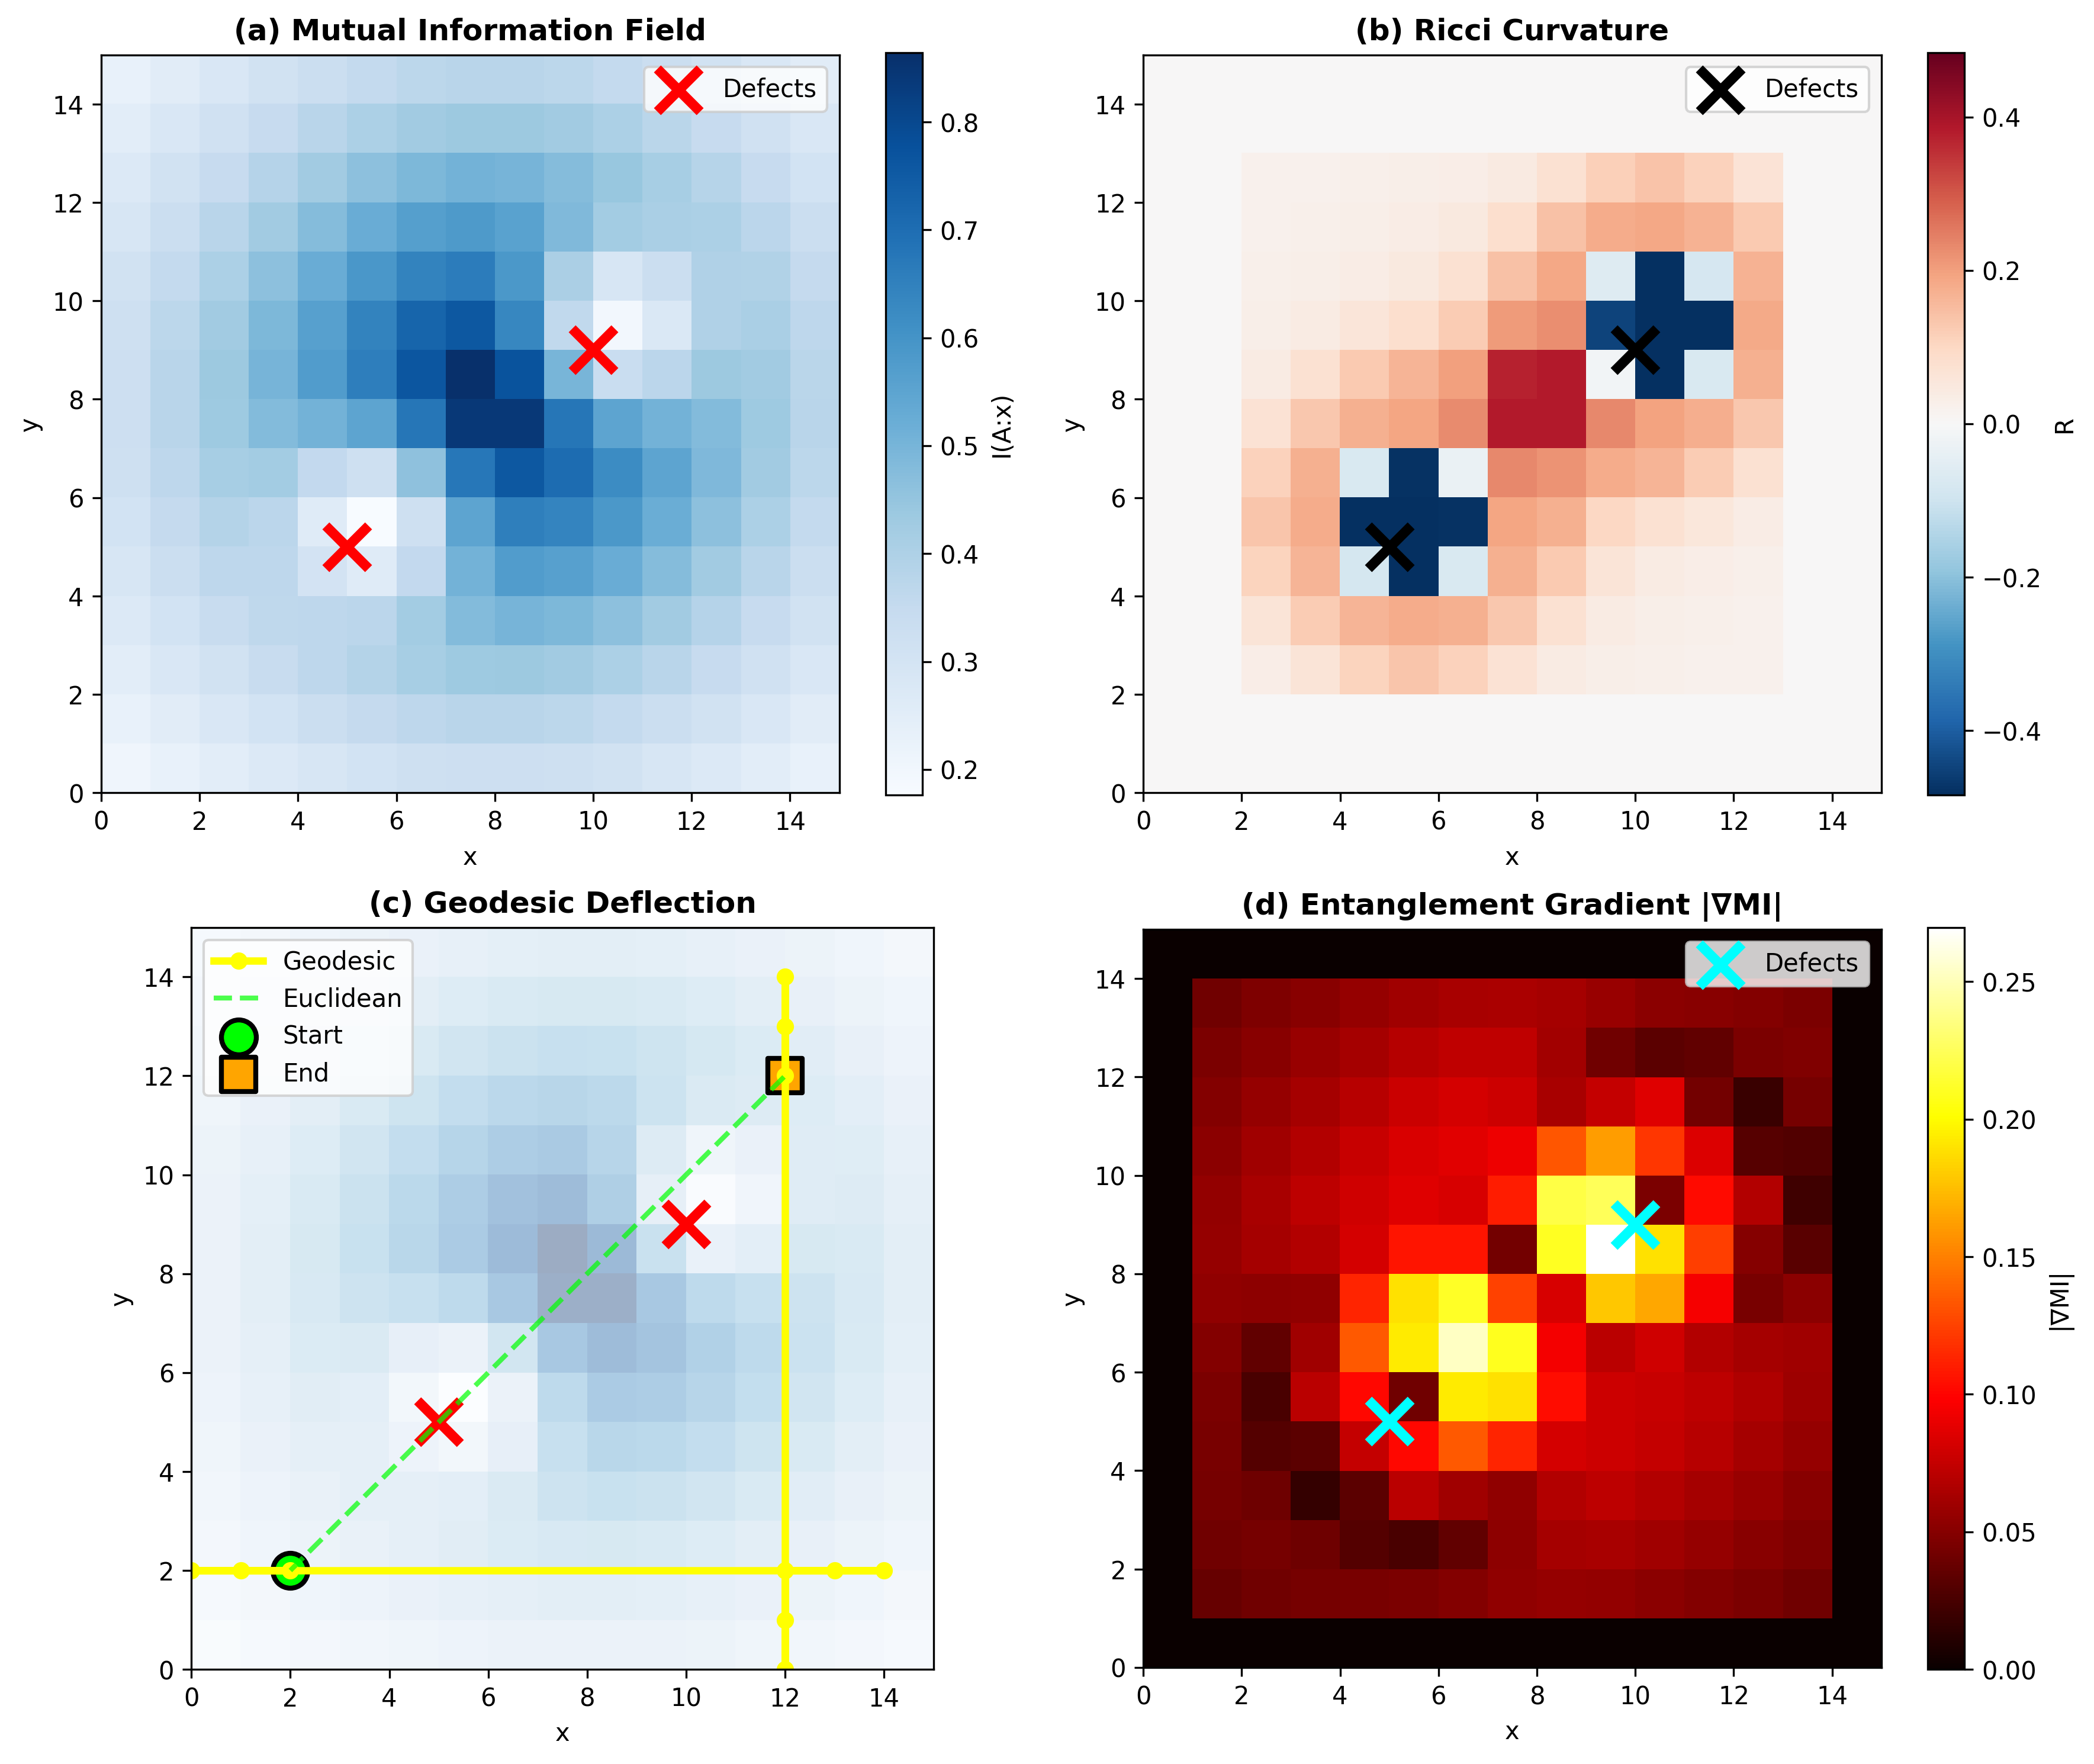 (a) Mutual Information Field
Defects
14
12
10
8
6
4
2
0
y
0 2 4 6 8 10 12 14
x
0.8
0.7
0.6
0.5
0.4
0.3
0.2
I(A:x)
(b) Ricci Curvature
Defects
14
12
10
8
6
4
2
0
y
0 2 4 6 8 10 12 14
x
0.4
0.2
0.0
−0.2
−0.4
R
(c) Geodesic Deflection
Geodesic
Euclidean
Start
End
14
12
10
8
6
4
2
0
y
0 2 4 6 8 10 12 14
x
(d) Entanglement Gradient |∇MI|
Defects
14
12
10
8
6
4
2
0
y
0 2 4 6 8 10 12 14
x
0.25
0.20
0.15
0.10
0.05
0.00
|∇MI|